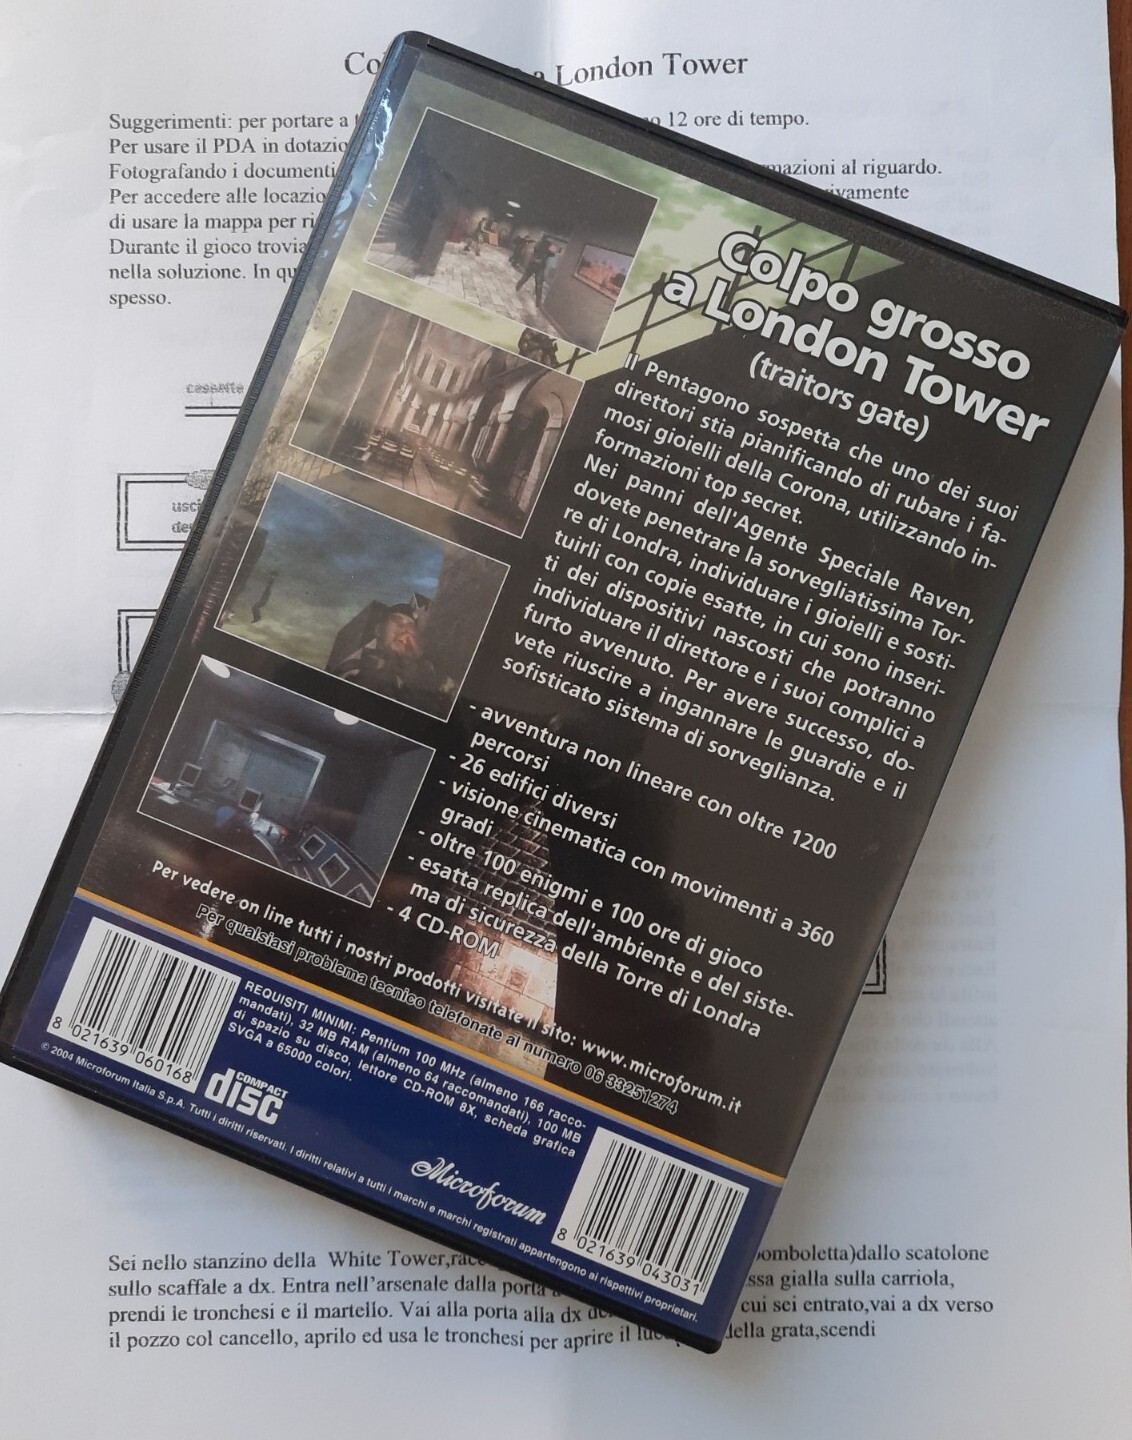 London Tower
Suggerimenti: per portare a
12 ore di tempo.
Per usare il PDA in dotazio
Fotografando i documenti
mazioni al riguardo.
Per accedere alle locazio
ivamente
di usare la mappa per ri
Durante il gioco trovia
nella soluzione. In qu
spesso.
cassette
usci
Colpo grosso
a London Tower
(traitors gate)
Il Pentagono sospetta che uno dei suoi
direttori stia pianificando di rubare i fa-
mosi gioielli della Corona, utilizzando in-
formazioni top secret.
Nei panni dell'Agente Speciale Raven,
dovete penetrare la sorvegliatissima Tor-
re di Londra, individuare i gioielli e sosti-
tuirli con copie esatte, in cui sono inseri-
ti dei dispositivi nascosti che potranno
individuare il direttore e i suoi complici a
furto avvenuto. Per avere successo, do-
vete riuscire a ingannare le guardie e il
sofisticato sistema di sorveglianza.
- avventura non lineare con oltre 1200
percorsi
- 26 edifici diversi
- visione cinematica con movimenti a 360
gradi
- oltre 100 enigmi e 100 ore di gioco
- esatta replica dell'ambiente e del siste-
ma di sicurezza della Torre di Londra
- 4 CD-ROM
Per vedere on line tutti i nostri prodotti visitate il sito: www.microforum.it
Per qualsiasi problema tecnico telefonate al numero 06 33251274
REQUISITI MINIMI: Pentium 100 MHz (almeno 166 racco-
mandati), 32 MB RAM (almeno 64 raccomandati), 100 MB
di spazio su disco, lettore CD-ROM 8X, scheda grafica
SVGA a 65000 colori.
8 021639 060168
COMPACT
disc
Microforum
8 021639 043031
© 2004 Microforum Italia S.p.A. Tutti i diritti riservati. I diritti relativi a tutti i marchi e marchi registrati appartengono ai rispettivi proprietari.
Sei nello stanzino della White Tower,rac
omboletta)dallo scatolone
sullo scaffale a dx. Entra nell'arsenale dalla porta
ssa gialla sulla carriola,
prendi le tronchesi e il martello. Vai alla porta alla dx
cui sei entrato,vai a dx verso
il pozzo col cancello, aprilo ed usa le tronchesi per aprire il
della grata,scendi